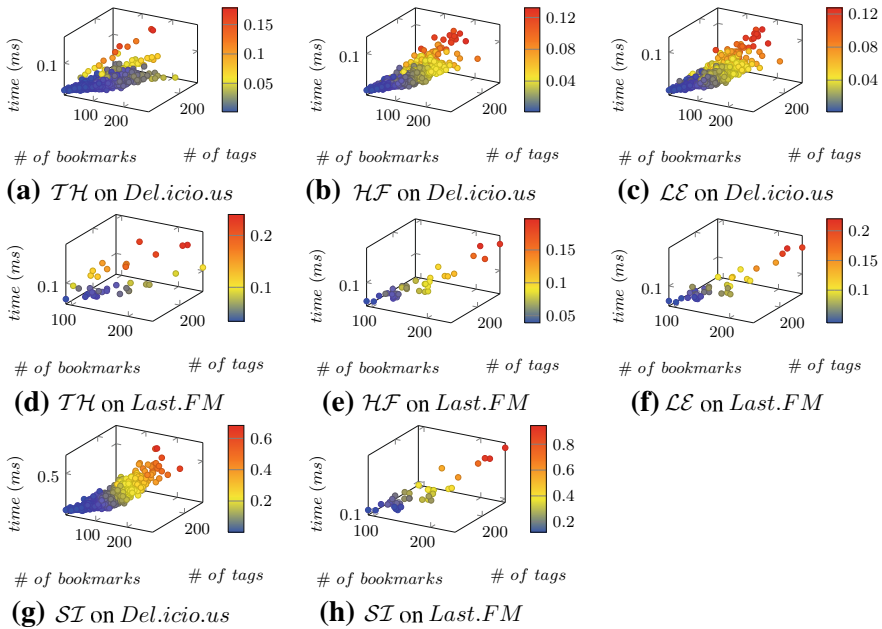 0.15
0.10
0.05
time (ms)
0.1
100
200
200
# of bookmarks
# of tags
(a) TH on Del.icio.us
0.12
0.08
0.04
time (ms)
0.1
100
200
200
# of bookmarks
# of tags
(b) HF on Del.icio.us
0.12
0.08
0.04
time (ms)
0.1
100
200
200
# of bookmarks
# of tags
(c) LE on Del.icio.us
0.2
0.1
time (ms)
0.1
100
200
200
# of bookmarks
# of tags
(d) TH on Last.FM
0.15
0.10
0.05
time (ms)
0.1
100
200
200
# of bookmarks
# of tags
(e) HF on Last.FM
0.2
0.15
0.1
time (ms)
0.1
100
200
200
# of bookmarks
# of tags
(f) LE on Last.FM
0.6
0.4
0.2
time (ms)
0.5
100
200
200
# of bookmarks
# of tags
(g) SI on Del.icio.us
0.8
0.6
0.4
0.2
time (ms)
0.1
100
200
200
# of bookmarks
# of tags
(h) SI on Last.FM